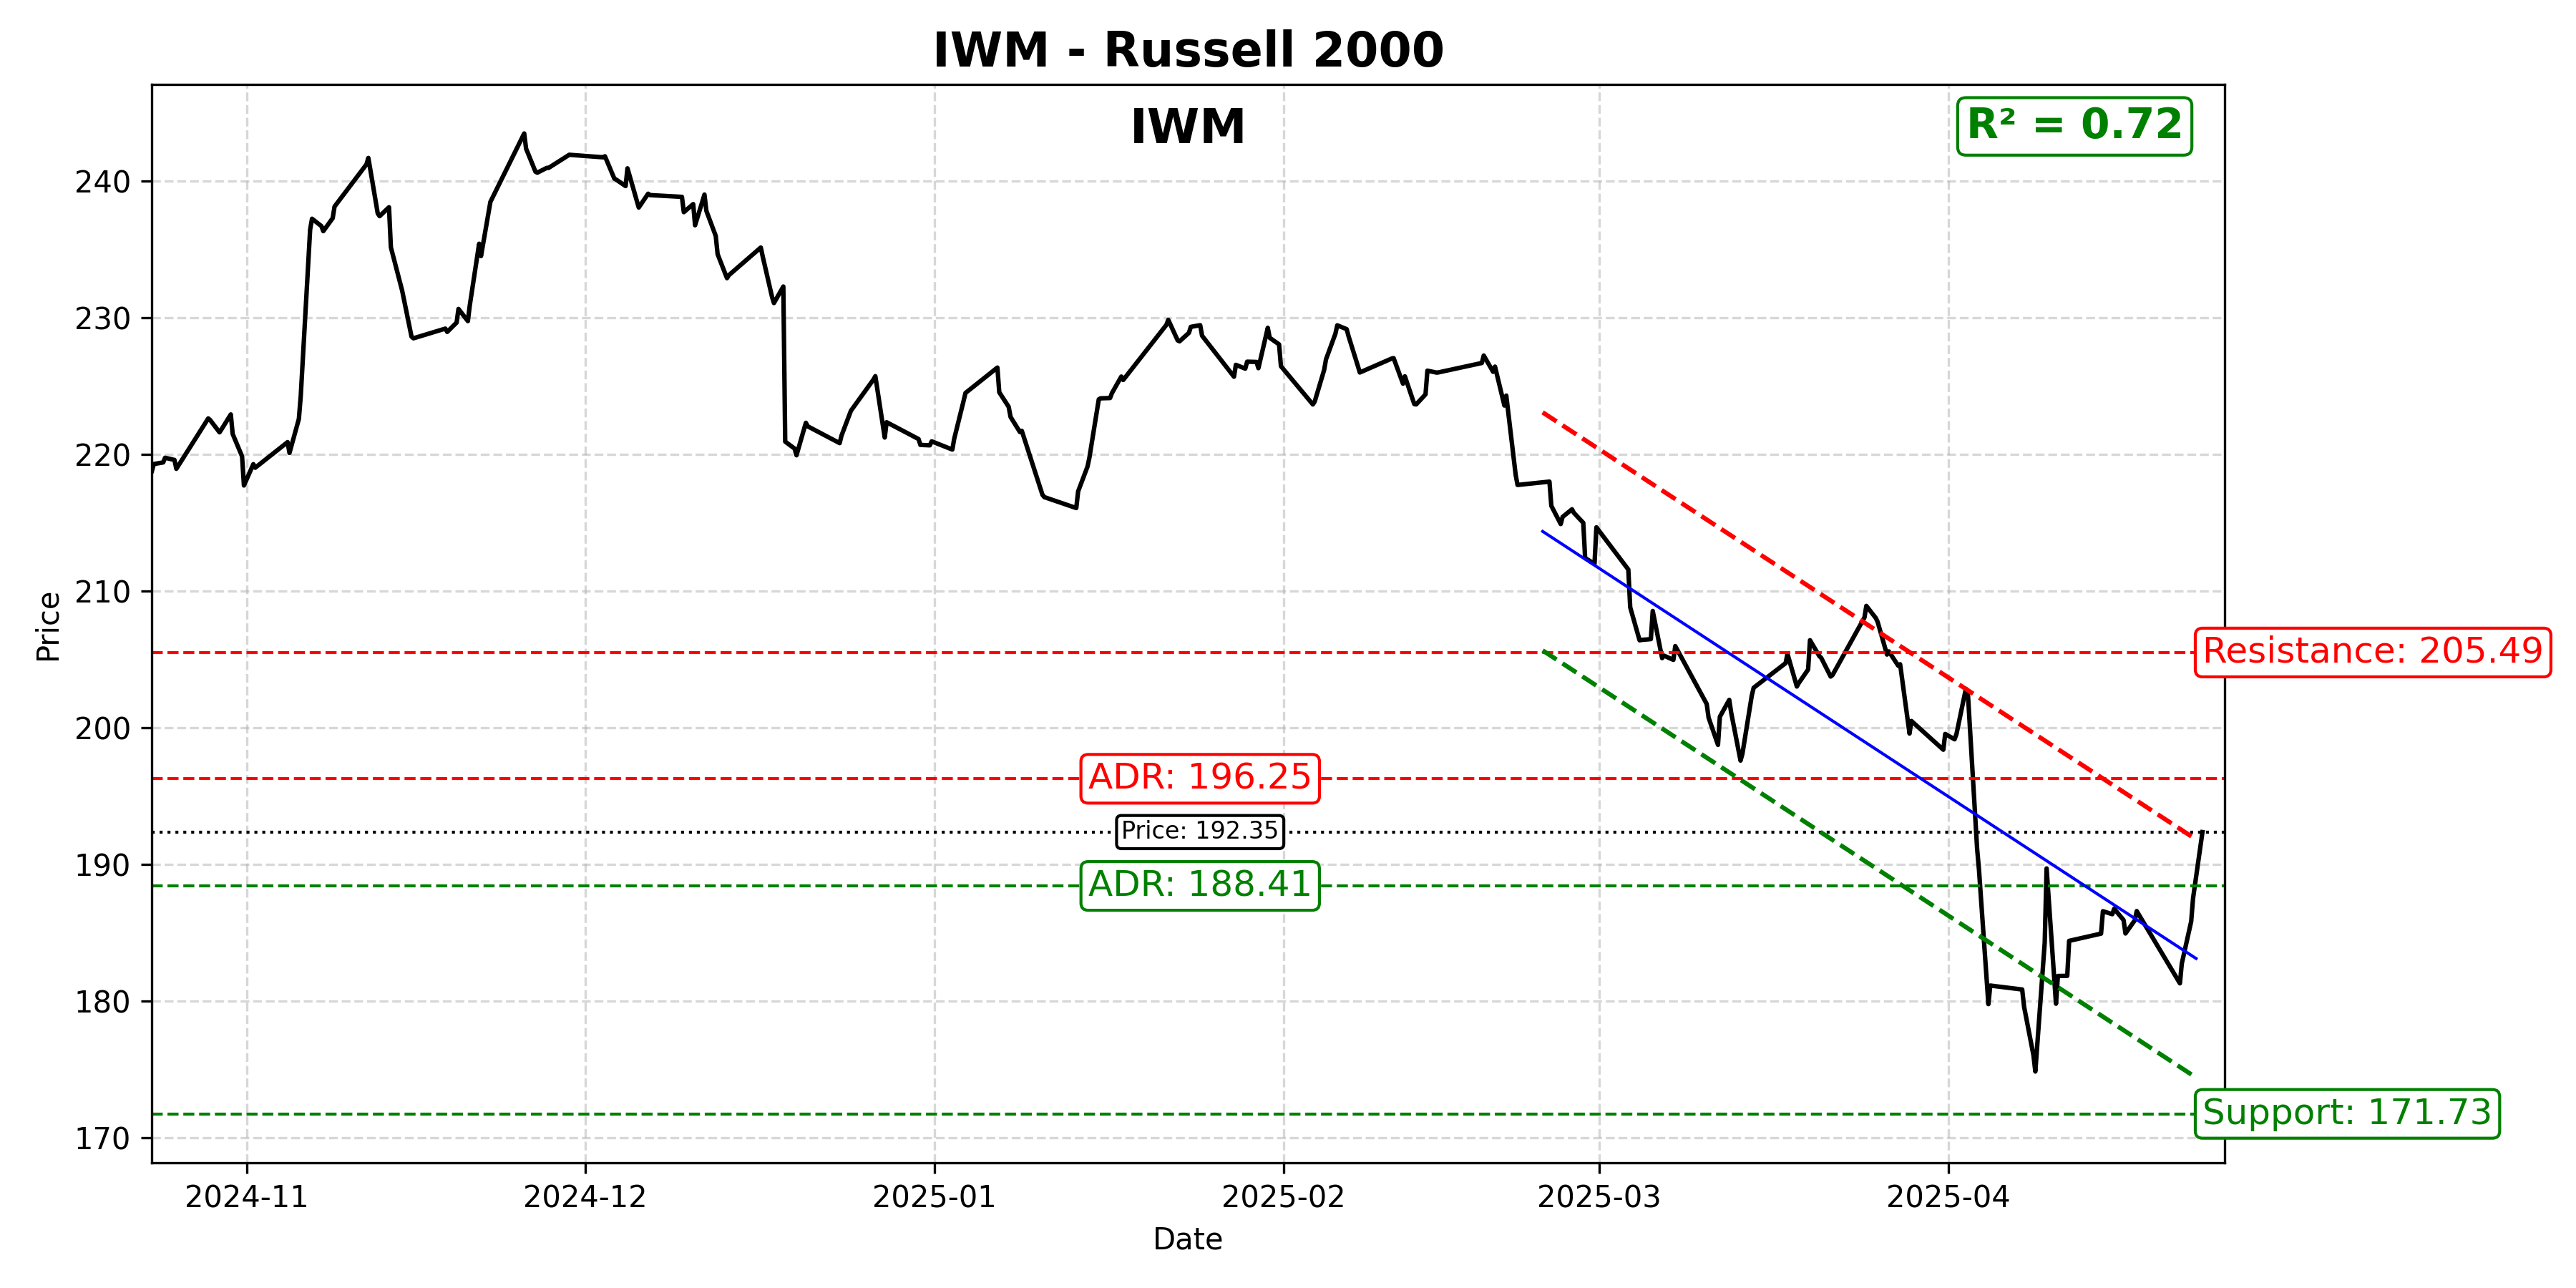 IWM - Russell 2000
IWM
R² = 0.72
240
230
220
210
200
190
180
170
Price
Resistance: 205.49
ADR: 196.25
Price: 192.35
ADR: 188.41
Support: 171.73
2024-11
2024-12
2025-01
2025-02
2025-03
2025-04
Date